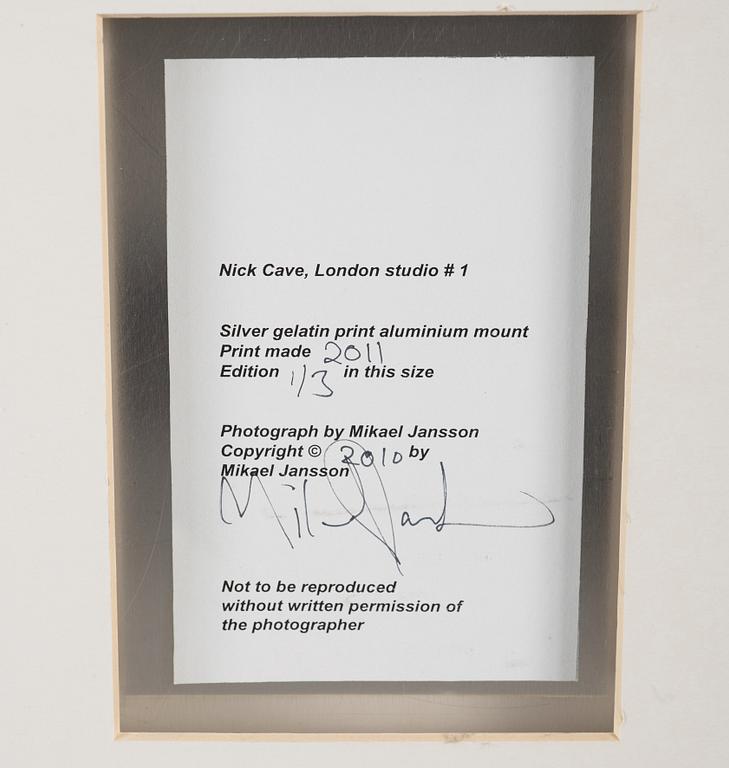 Nick Cave, London studio # 1
Silver gelatin print aluminium mount
Print made 2011
Edition 1/3 in this size
Photograph by Mikael Jansson
Copyright © 2010 by
Mikael Jansson
Not to be reproduced
without written permission of
the photographer